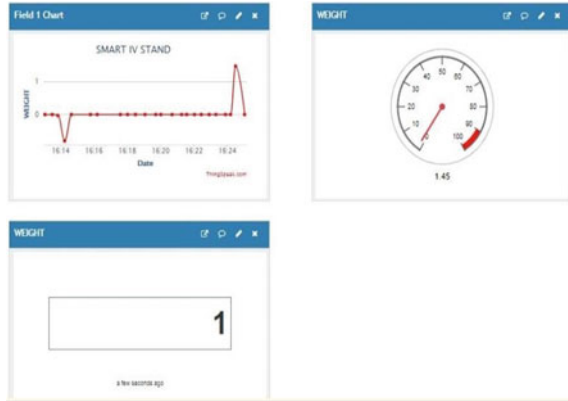 Field 1 Chart
SMART IV STAND
WEIGHT
1
0
16:14 16:16 16:18 16:20 16:22 16:24
Date
ThingSpeak.com
WEIGHT
0 10 20 30 40 50 60 70 80 90 100
1.45
WEIGHT
1
a few seconds ago